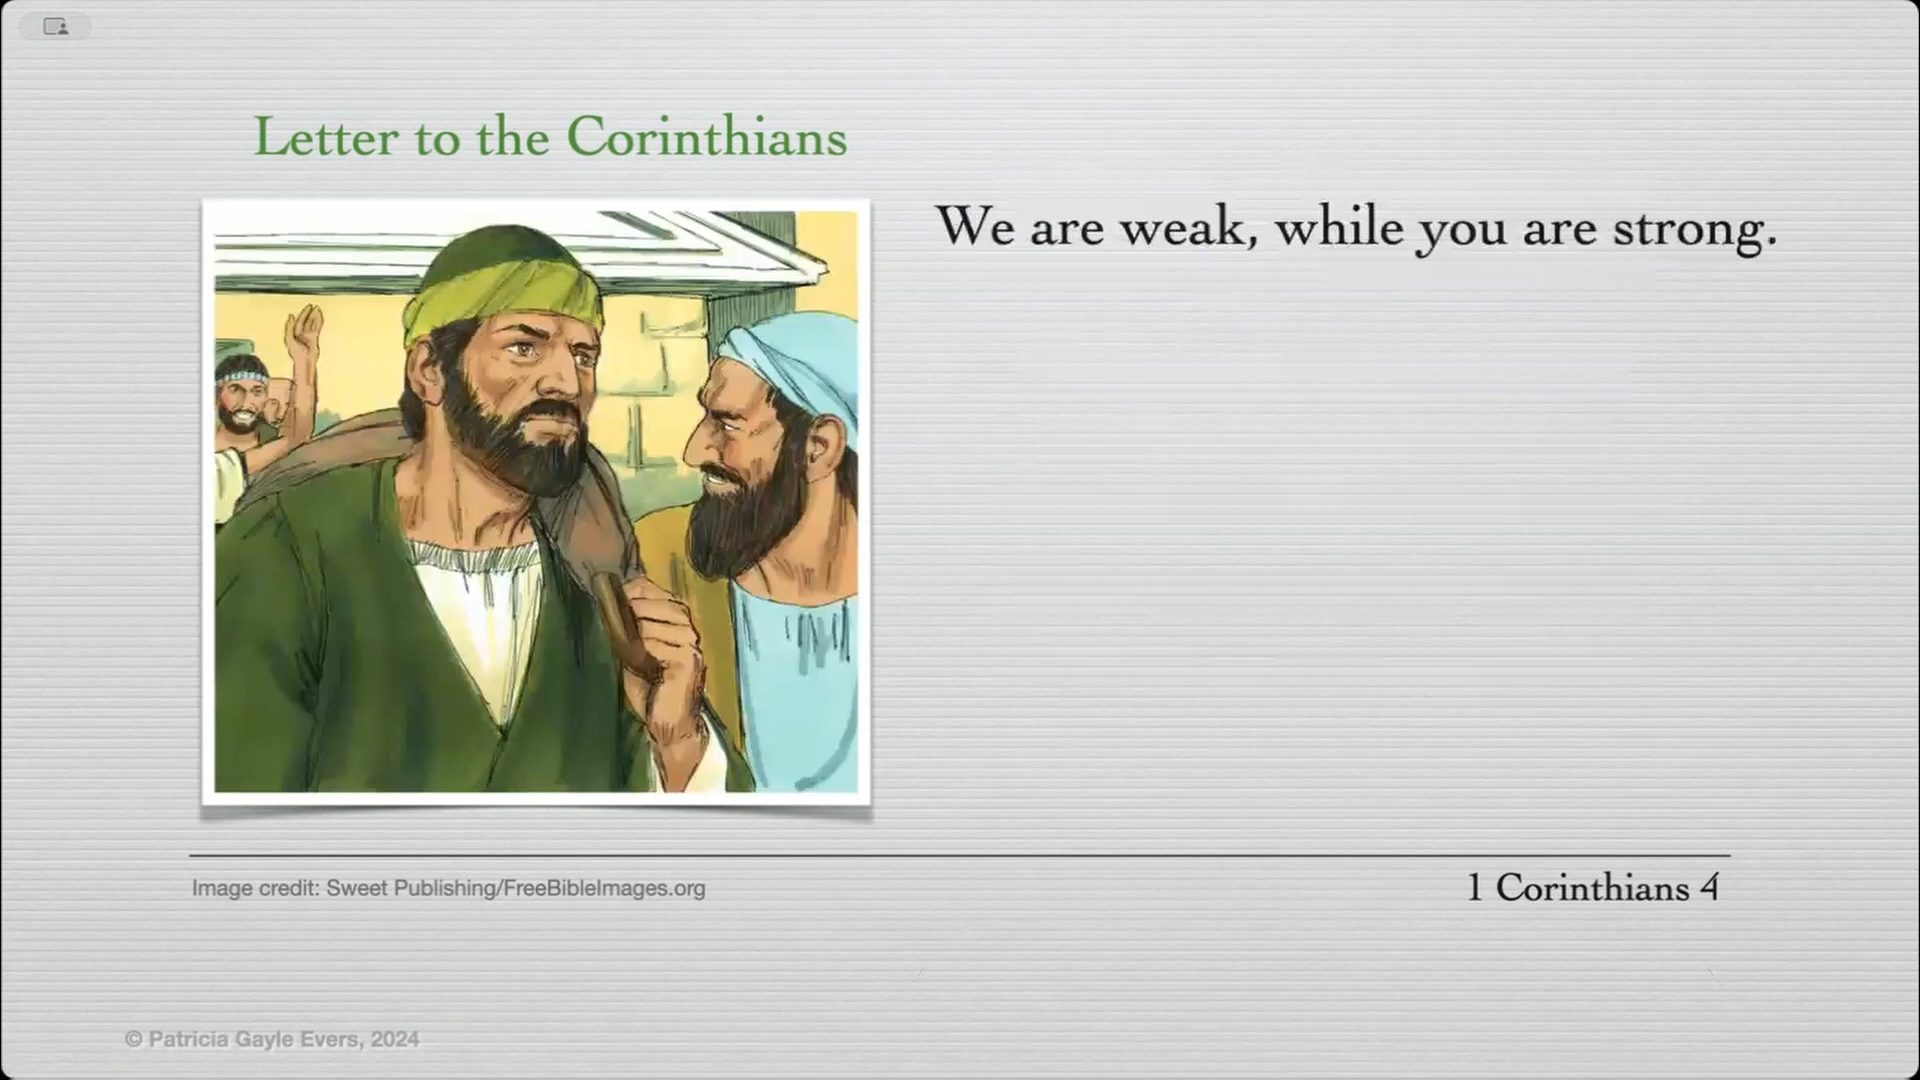 Letter to the Corinthians
We are weak, while you are strong.
Image credit: Sweet Publishing/FreeBibleImages.org
1 Corinthians 4
© Patricia Gayle Evers, 2024